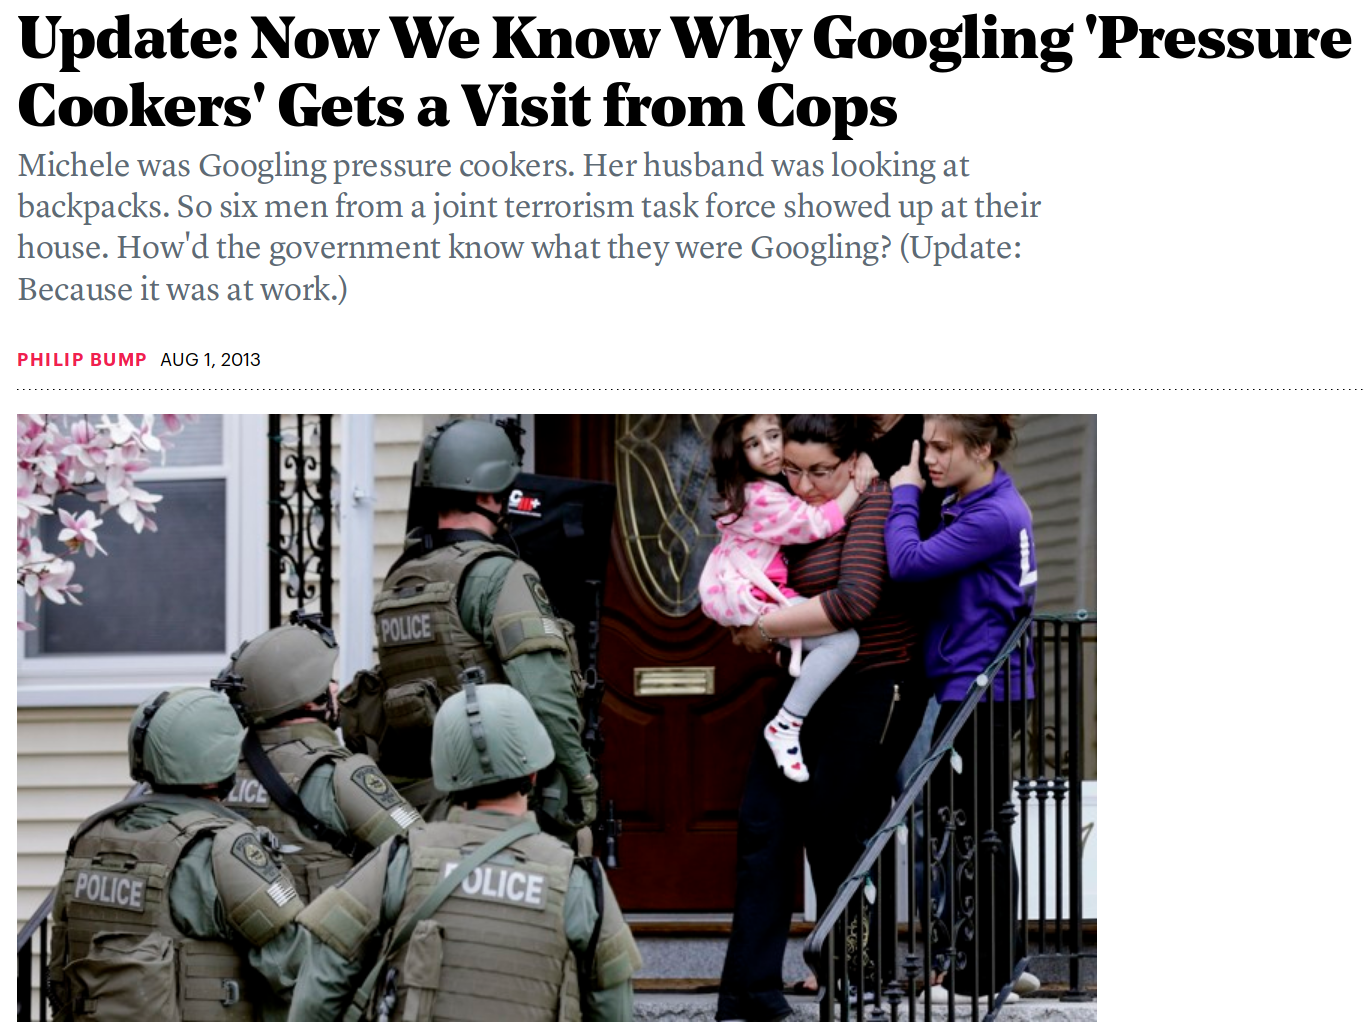 Update: Now We Know Why Googling 'Pressure
Cookers' Gets a Visit from Cops
Michele was Googling pressure cookers. Her husband was looking at
backpacks. So six men from a joint terrorism task force showed up at their
house. How'd the government know what they were Googling? (Update:
Because it was at work.)
PHILIP BUMP AUG 1, 2013
POLICE
LICE
POLICE
POLICE
L